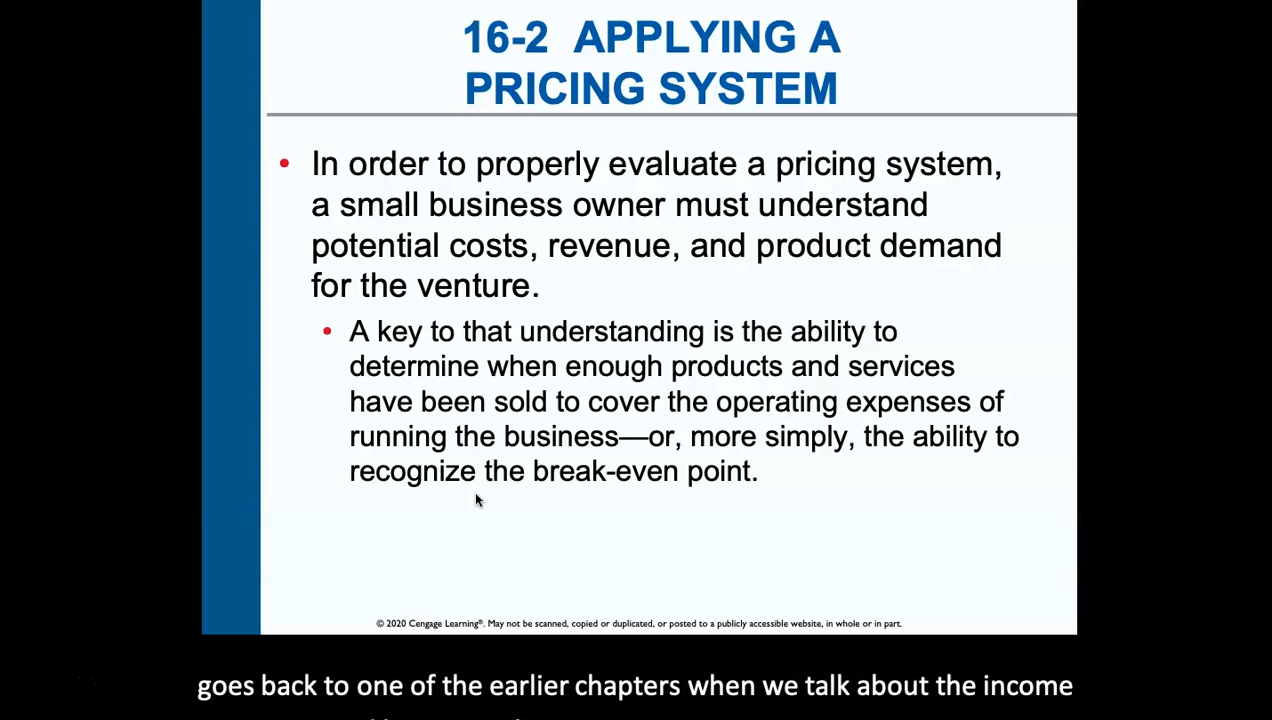 16-2 APPLYING A
PRICING SYSTEM
• In order to properly evaluate a pricing system,
a small business owner must understand
potential costs, revenue, and product demand
for the venture.
• A key to that understanding is the ability to
determine when enough products and services
have been sold to cover the operating expenses of
running the business—or, more simply, the ability to
recognize the break-even point.
© 2020 Cengage Learning®. May not be scanned, copied or duplicated, or posted to a publicly accessible website, in whole or in part.
goes back to one of the earlier chapters when we talk about the income